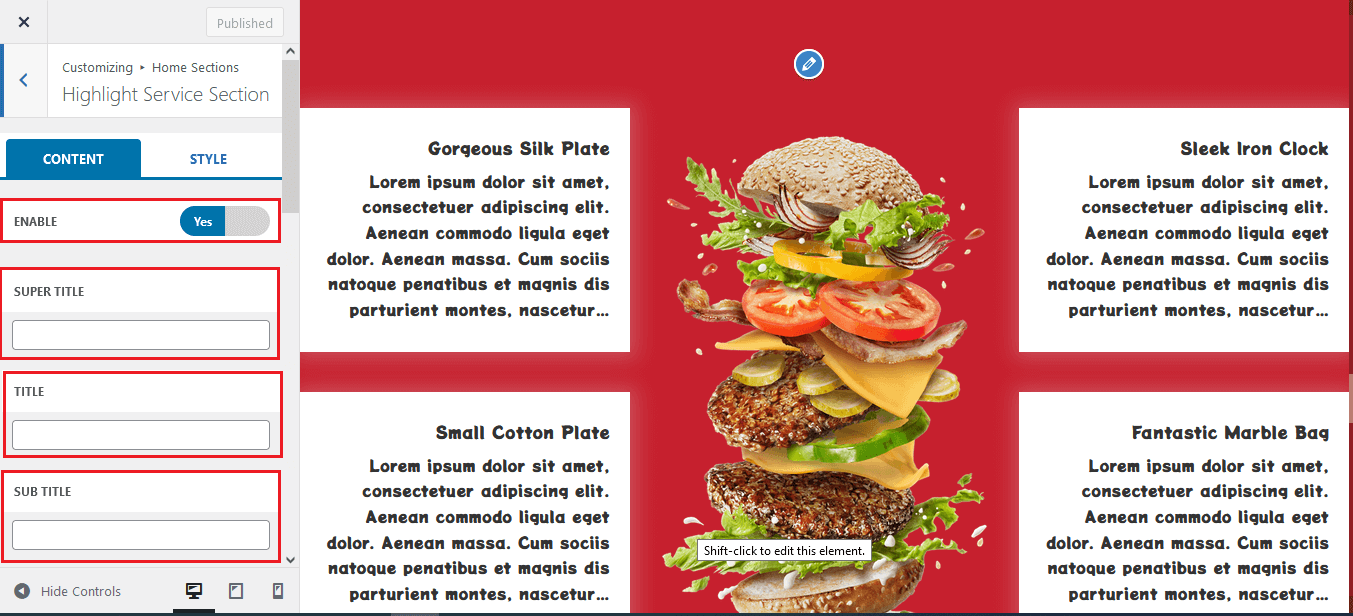 Published
Customizing ▸ Home Sections
Highlight Service Section
CONTENT
STYLE
ENABLE
Yes
SUPER TITLE
TITLE
SUB TITLE
Hide Controls
Gorgeous Silk Plate
Lorem ipsum dolor sit amet,
consectetuer adipiscing elit.
Aenean commodo ligula eget
dolor. Aenean massa. Cum sociis
natoque penatibus et magnis dis
parturient montes, nascetur...
Small Cotton Plate
Lorem ipsum dolor sit amet,
consectetuer adipiscing elit.
Aenean commodo ligula eget
dolor. Aenean massa. Cum sociis
natoque penatibus et magnis dis
parturient montes, nascetur...
Shift-click to edit this element.
Sleek Iron Clock
Lorem ipsum dolor sit amet,
consectetuer adipiscing elit.
Aenean commodo ligula eget
dolor. Aenean massa. Cum sociis
natoque penatibus et magnis dis
parturient montes, nascetur...
Fantastic Marble Bag
Lorem ipsum dolor sit amet,
consectetuer adipiscing elit.
Aenean commodo ligula eget
dolor. Aenean massa. Cum sociis
natoque penatibus et magnis dis
parturient montes, nascetur...